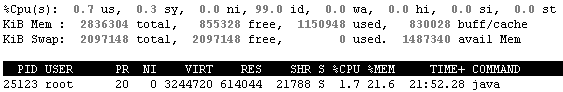 %Cpu(s):  0.7 us,  0.3 sy,  0.0 ni, 99.0 id,  0.0 wa,  0.0 hi,  0.0 si,  0.0 st
KiB Mem :  2836304 total,   855328 free,  1150948 used,   830028 buff/cache
KiB Swap:  2097148 total,  2097148 free,        0 used.  1487340 avail Mem
  PID USER      PR  NI    VIRT    RES    SHR S  %CPU %MEM     TIME+ COMMAND
25123 root      20   0 3244720 614044  21788 S   1.7 21.6  21:52.28 java